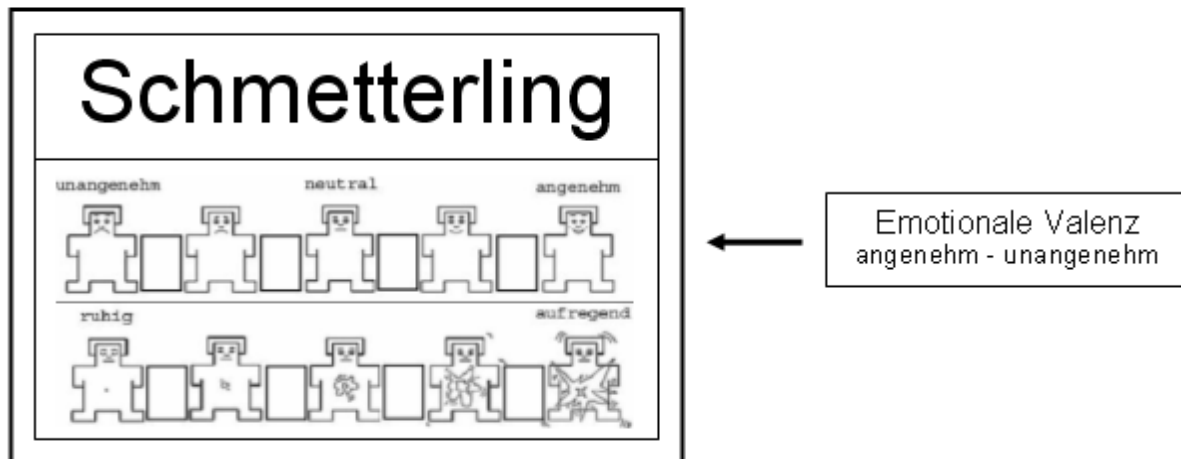 Schmetterling
unangenehm neutral angenehm
ruhig aufregend
Emotionale Valenz
angenehm - unangenehm